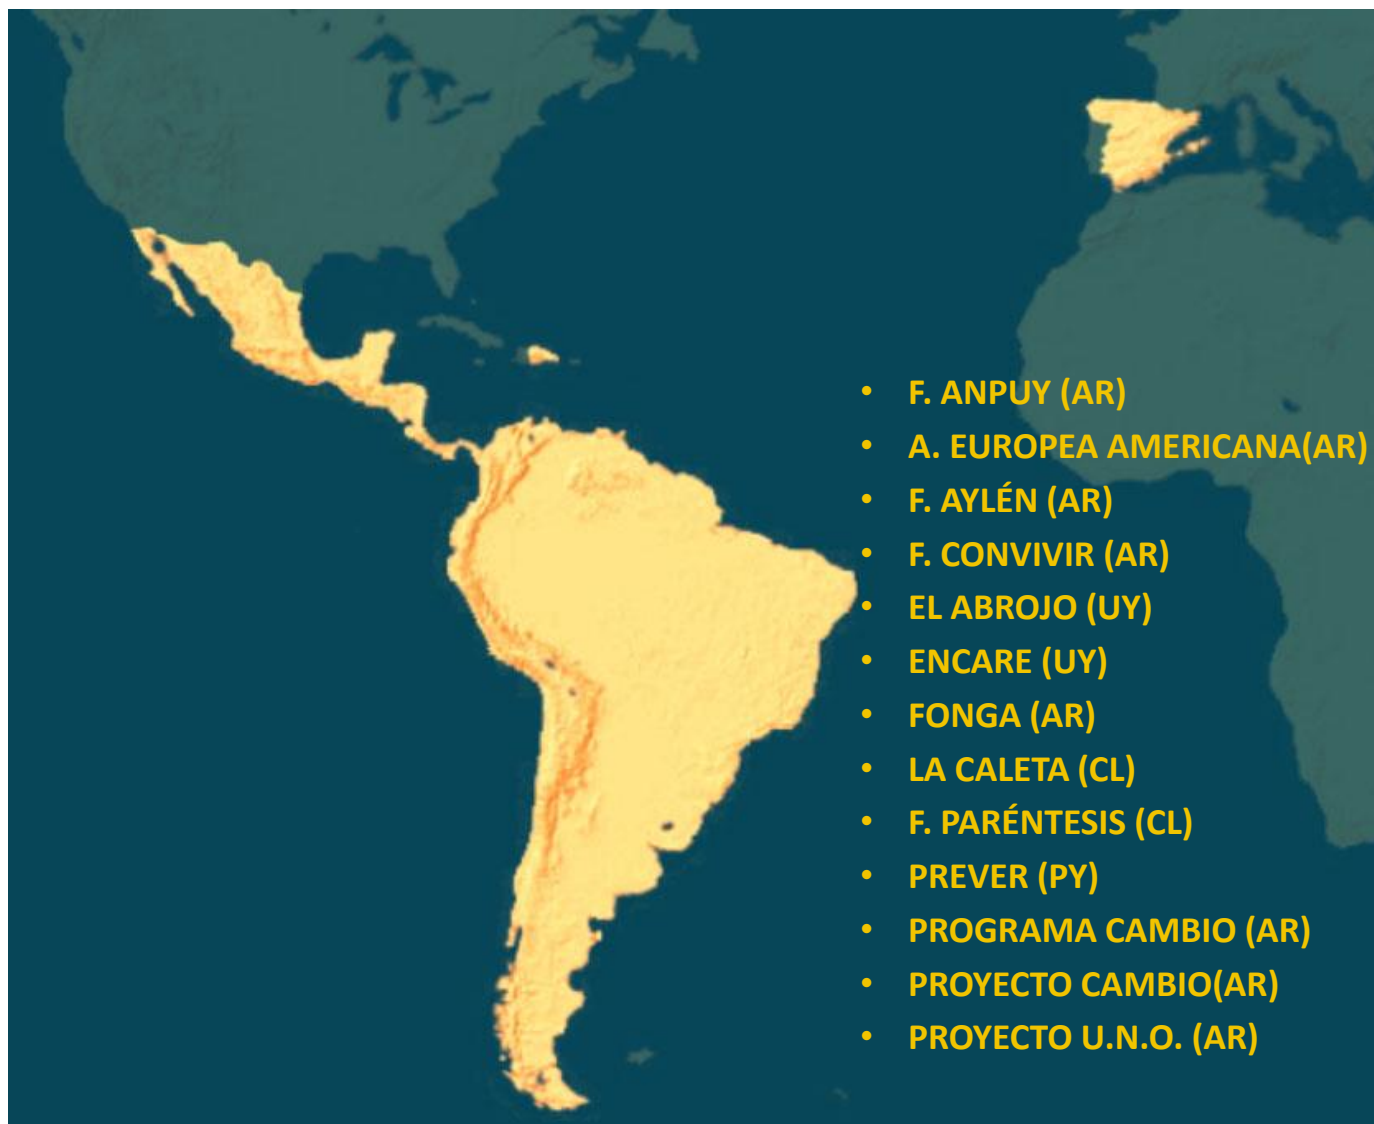 • F. ANPUY (AR)
• A. EUROPEA AMERICANA(AR)
• F. AYLÉN (AR)
• F. CONVIVIR (AR)
• EL ABROJO (UY)
• ENCARE (UY)
• FONGA (AR)
• LA CALETA (CL)
• F. PARÉNTESIS (CL)
• PREVER (PY)
• PROGRAMA CAMBIO (AR)
• PROYECTO CAMBIO(AR)
• PROYECTO U.N.O. (AR)